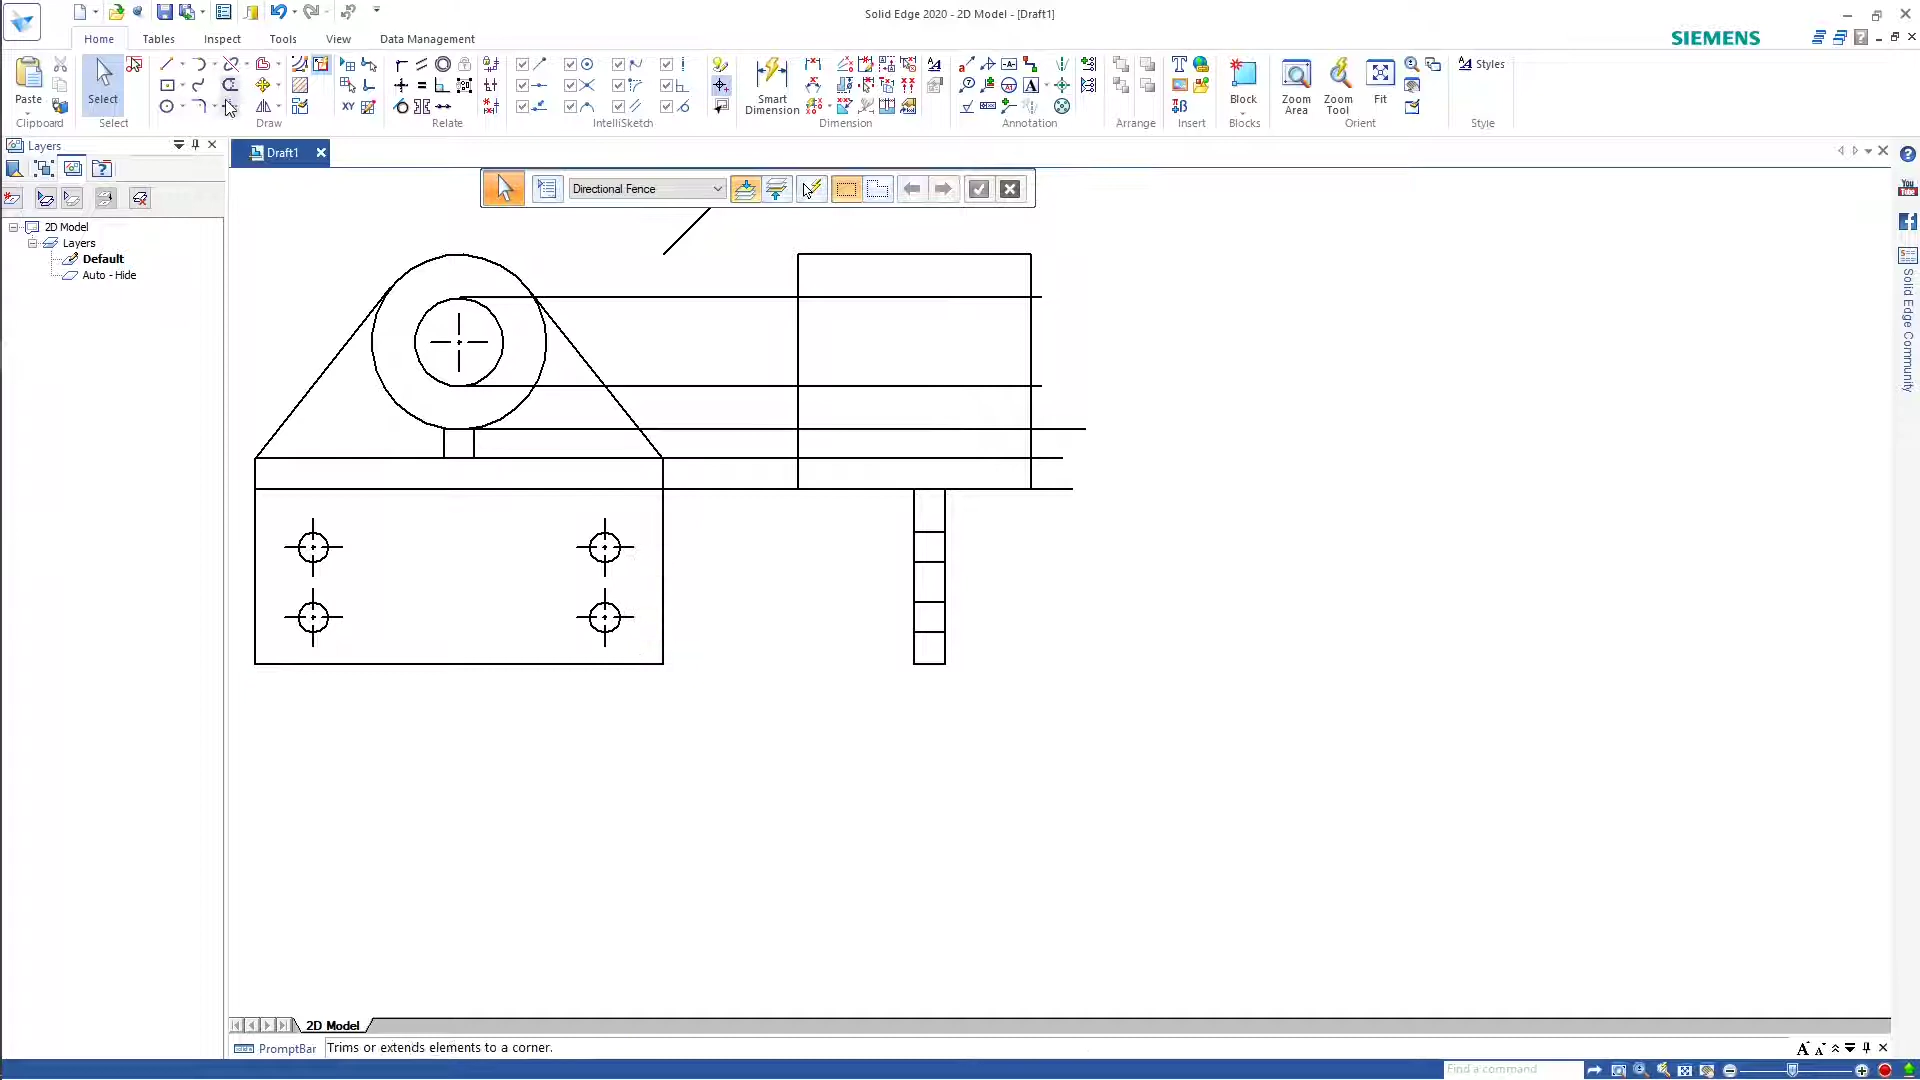 Solid Edge 2020 - 2D Model - [Draft1]
Home Tables Inspect Tools View Data Management
SIEMENS
Paste
Select
Smart Dimension
Block
Zoom Area
Zoom Tool
Fit
Styles
Clipboard Select Draw Relate IntelliSketch Dimension Annotation Arrange Insert Blocks Orient Style
Layers
Draft1
Directional Fence
2D Model
Layers
Default
Auto - Hide
You
Tube
Solid Edge Community
2D Model
PromptBar Trims or extends elements to a corner.
Find a command